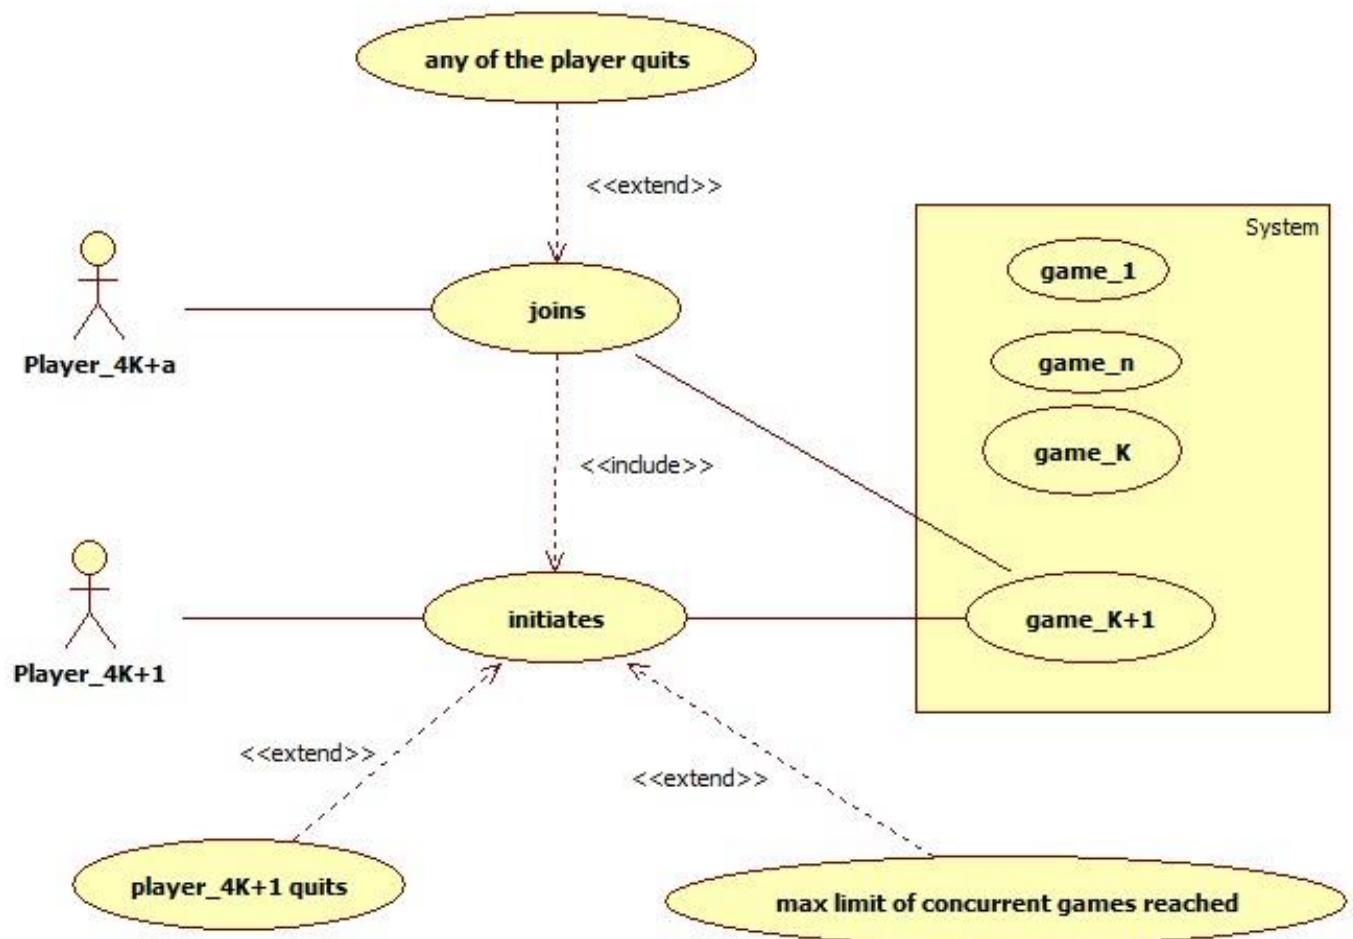 any of the player quits
<<extend>>
System
game_1
joins
Player_4K+a
game_n
game_K
<<include>>
initiates
game_K+1
Player_4K+1
<<extend>>
<<extend>>
player_4K+1 quits
max limit of concurrent games reached